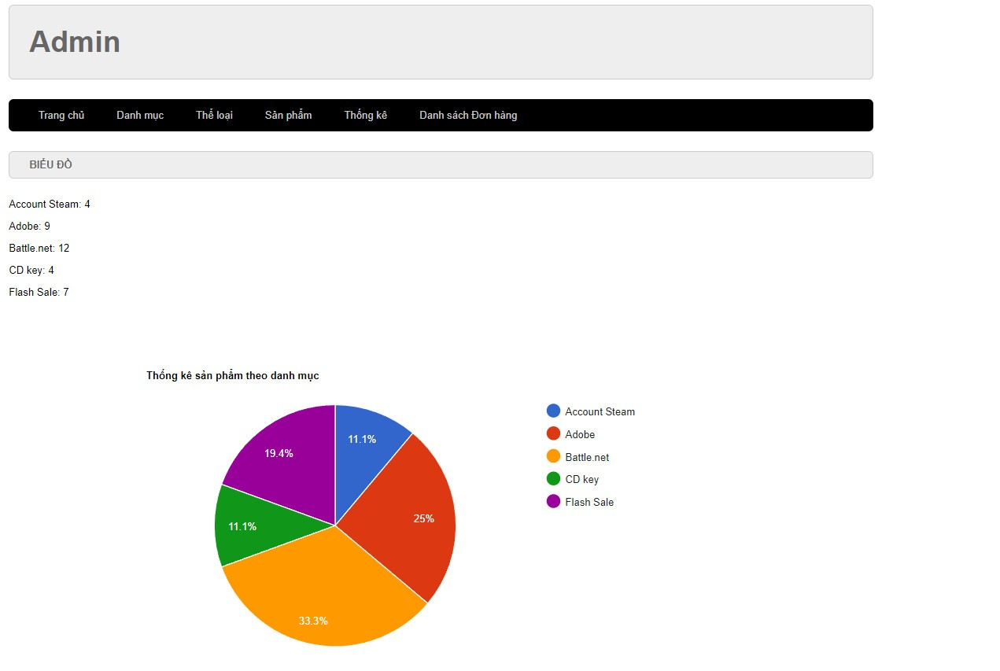 Admin
Trang chủ Danh mục Thể loại Sản phẩm Thống kê Danh sách Đơn hàng
BIỂU ĐỒ
Account Steam: 4
Adobe: 9
Battle.net: 12
CD key: 4
Flash Sale: 7
Thống kê sản phẩm theo danh mục
11.1%
19.4%
25%
11.1%
33.3%
Account Steam
Adobe
Battle.net
CD key
Flash Sale